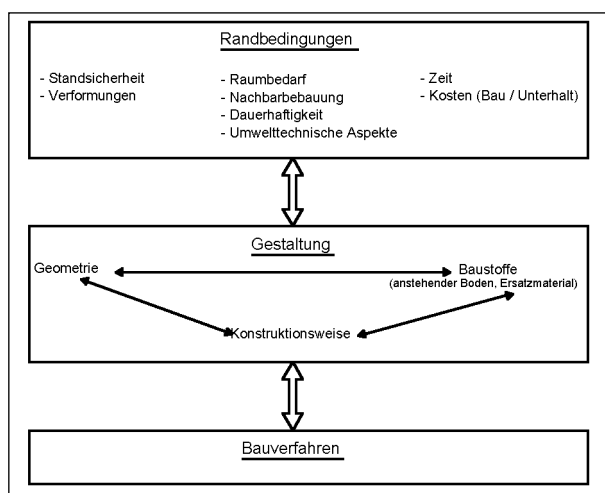 Randbedingungen
- Standsicherheit
- Verformungen
- Raumbedarf
- Nachbarbebauung
- Dauerhaftigkeit
- Umwelttechnische Aspekte
- Zeit
- Kosten (Bau / Unterhalt)
Gestaltung
Geometrie
Baustoffe
(anstehender Boden, Ersatzmaterial)
Konstruktionsweise
Bauverfahren